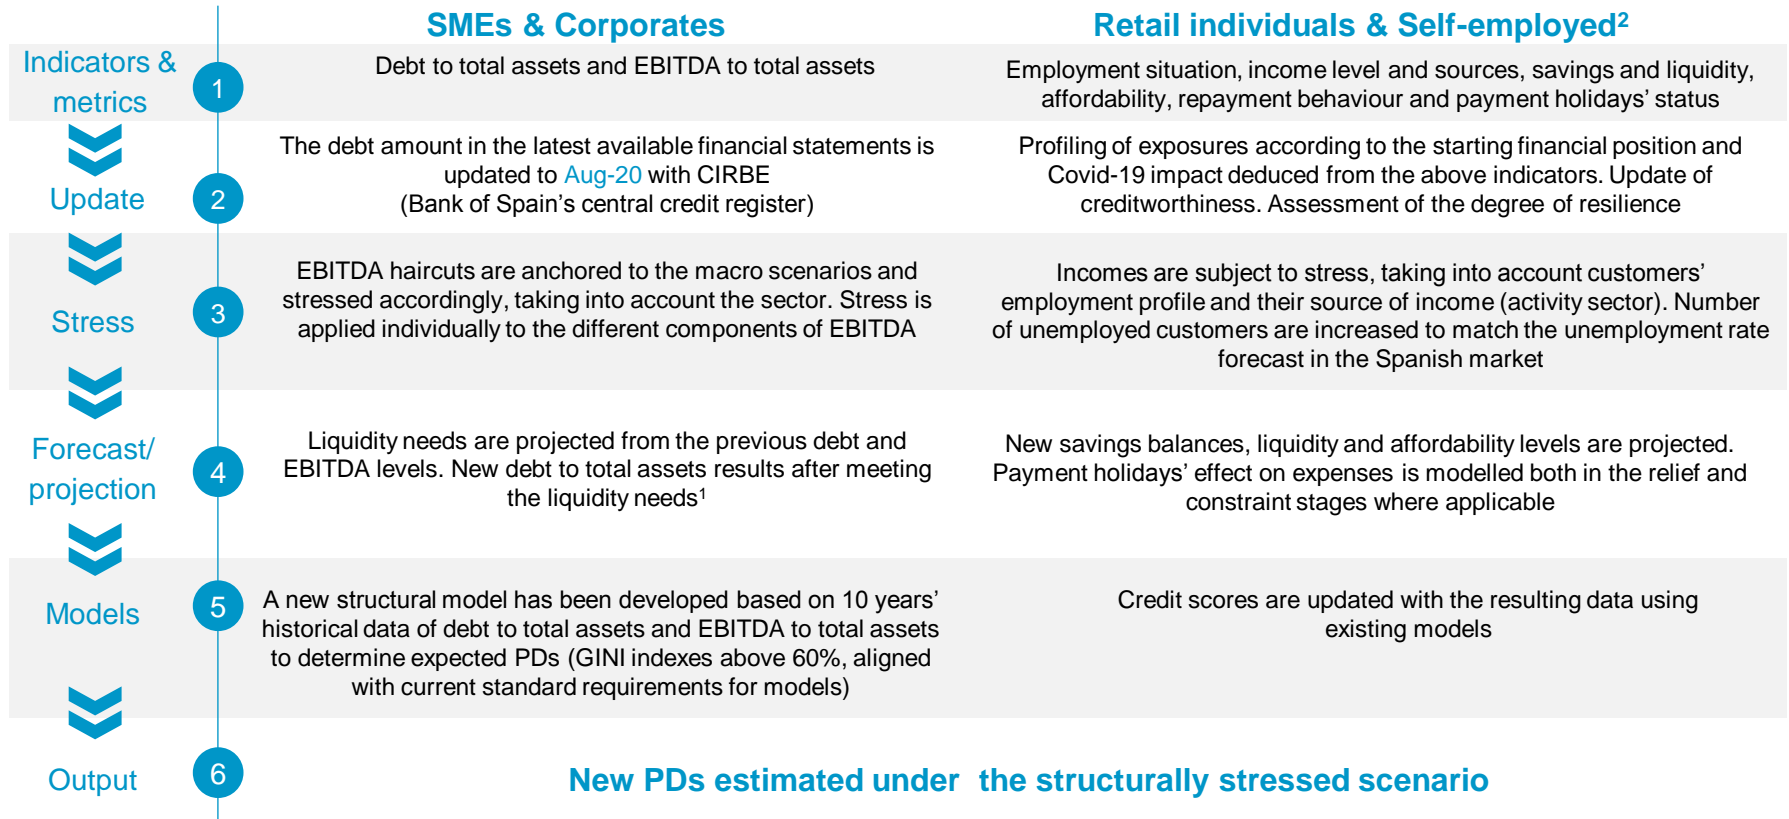 SMEs & Corporates
Retail individuals & Self-employed²
Indicators &
metrics
1
Debt to total assets and EBITDA to total assets
Employment situation, income level and sources, savings and liquidity,
affordability, repayment behaviour and payment holidays' status
Update
2
The debt amount in the latest available financial statements is
updated to Aug-20 with CIRBE
(Bank of Spain's central credit register)
Profiling of exposures according to the starting financial position and
Covid-19 impact deduced from the above indicators. Update of
creditworthiness. Assessment of the degree of resilience
Stress
3
EBITDA haircuts are anchored to the macro scenarios and
stressed accordingly, taking into account the sector. Stress is
applied individually to the different components of EBITDA
Incomes are subject to stress, taking into account customers'
employment profile and their source of income (activity sector). Number
of unemployed customers are increased to match the unemployment rate
forecast in the Spanish market
Forecast/
projection
4
Liquidity needs are projected from the previous debt and
EBITDA levels. New debt to total assets results after meeting
the liquidity needs¹
New savings balances, liquidity and affordability levels are projected.
Payment holidays' effect on expenses is modelled both in the relief and
constraint stages where applicable
Models
5
A new structural model has been developed based on 10 years'
historical data of debt to total assets and EBITDA to total assets
to determine expected PDs (GINI indexes above 60%, aligned
with current standard requirements for models)
Credit scores are updated with the resulting data using
existing models
Output
6
New PDs estimated under the structurally stressed scenario